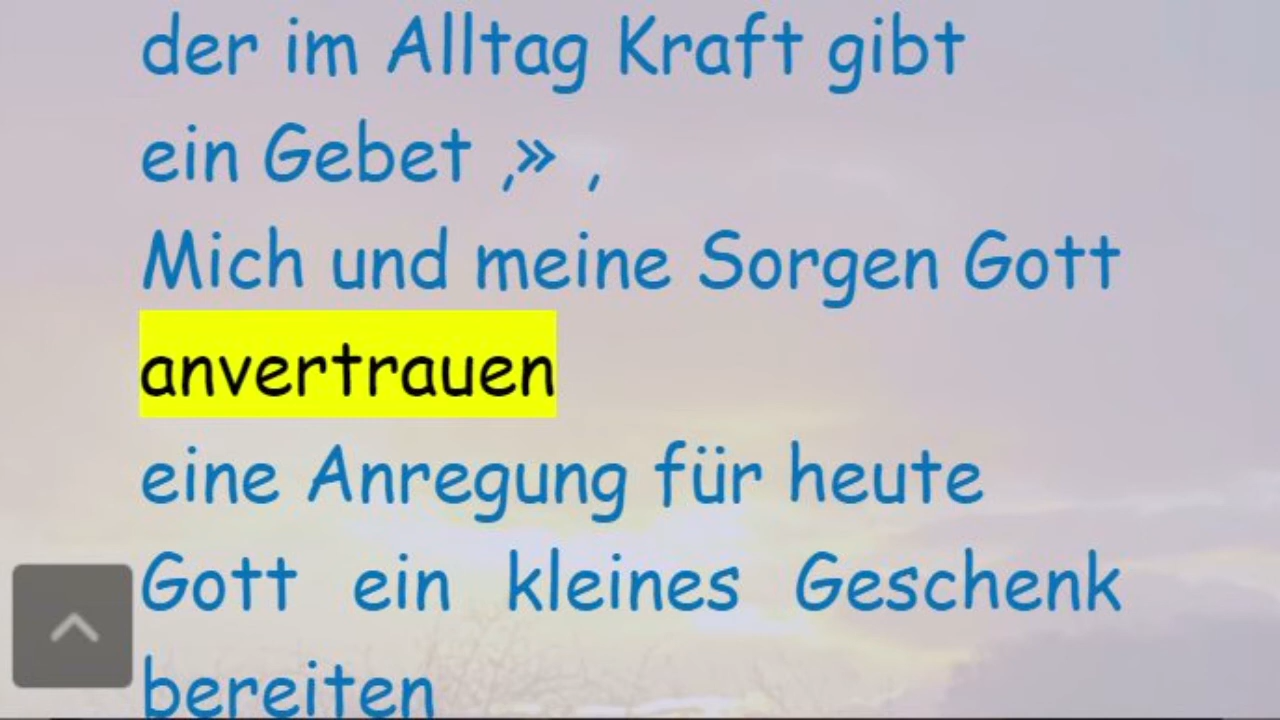 der im Alltag Kraft gibt
ein Gebet ,» ,
Mich und meine Sorgen Gott
anvertrauen
eine Anregung für heute
Gott ein kleines Geschenk
bereiten